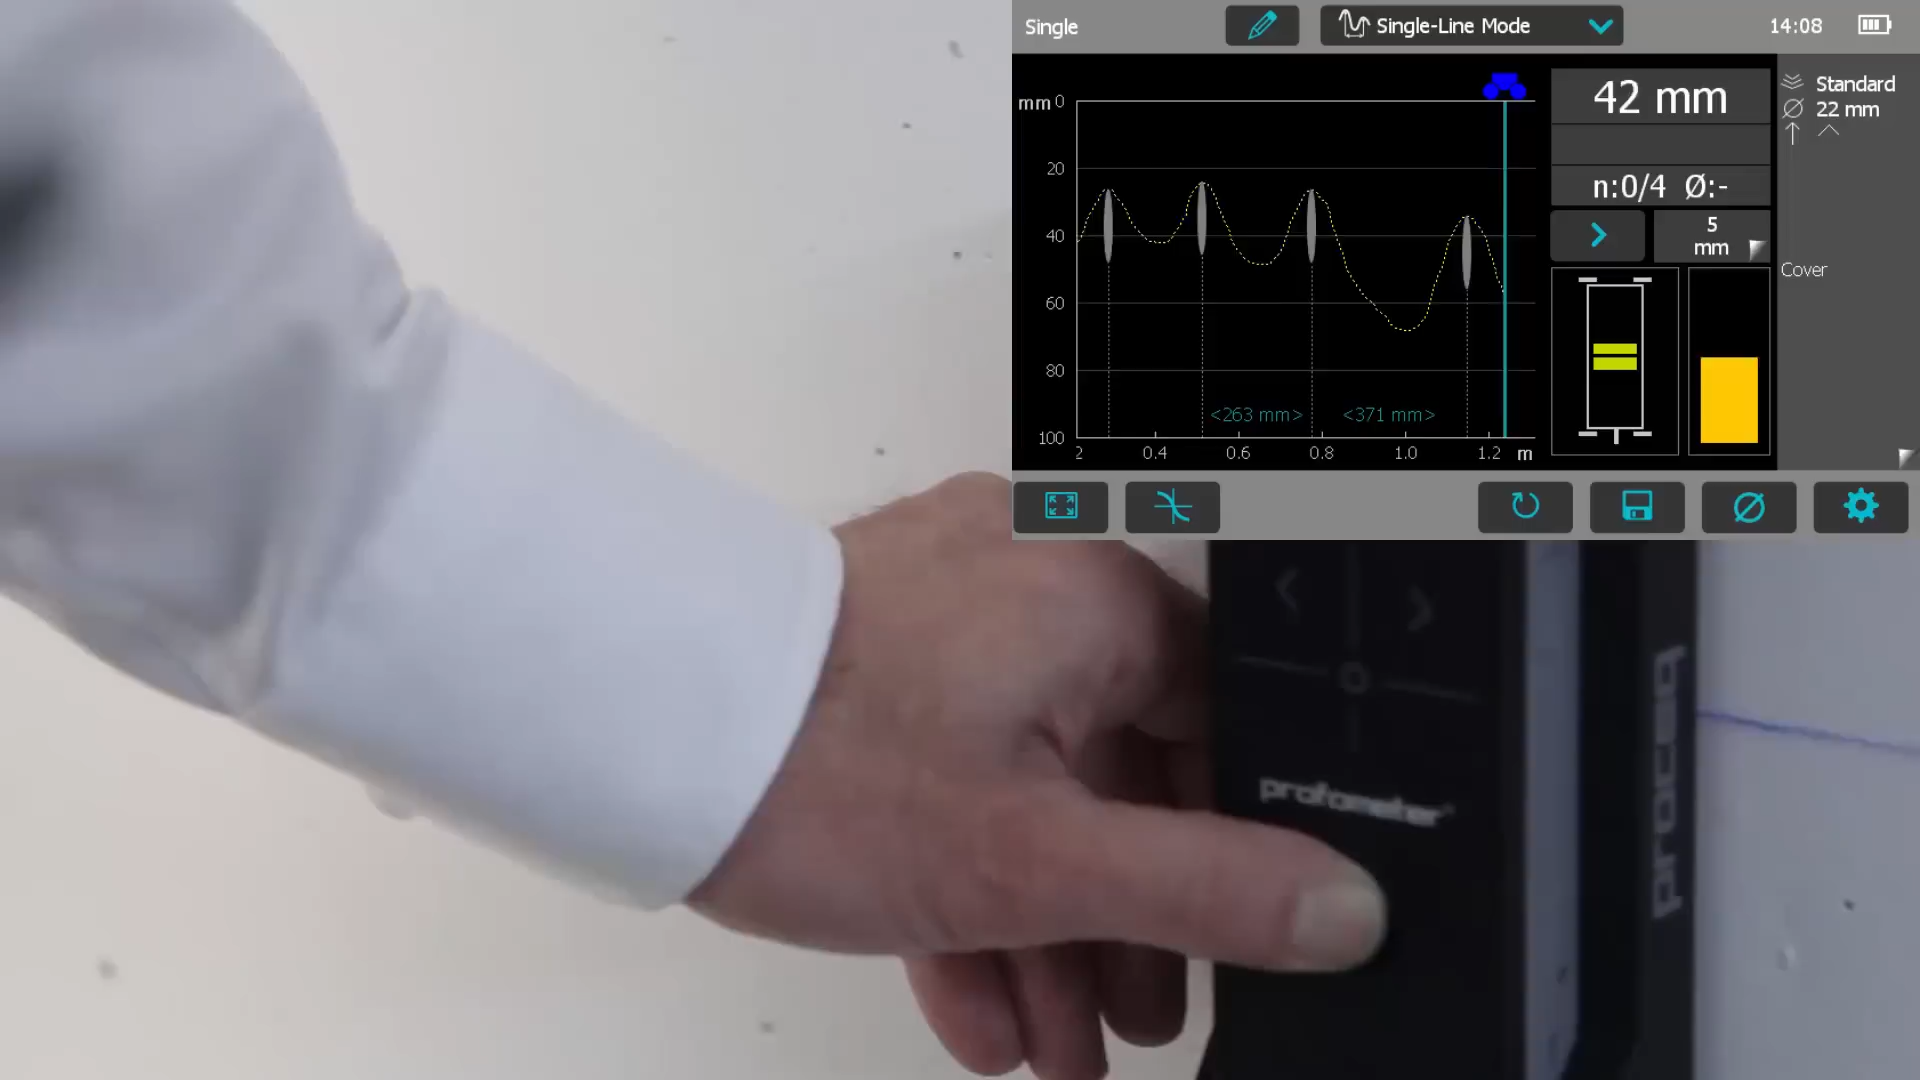 Single
Single-Line Mode
14:08
mm 0
20
40
60
80
100
2
0.4
0.6
0.8
1.0
1.2 m
<263 mm>
<371 mm>
42 mm
n:0/4 Ø:-
5
mm
Standard
22 mm
Cover
profometer
proceq